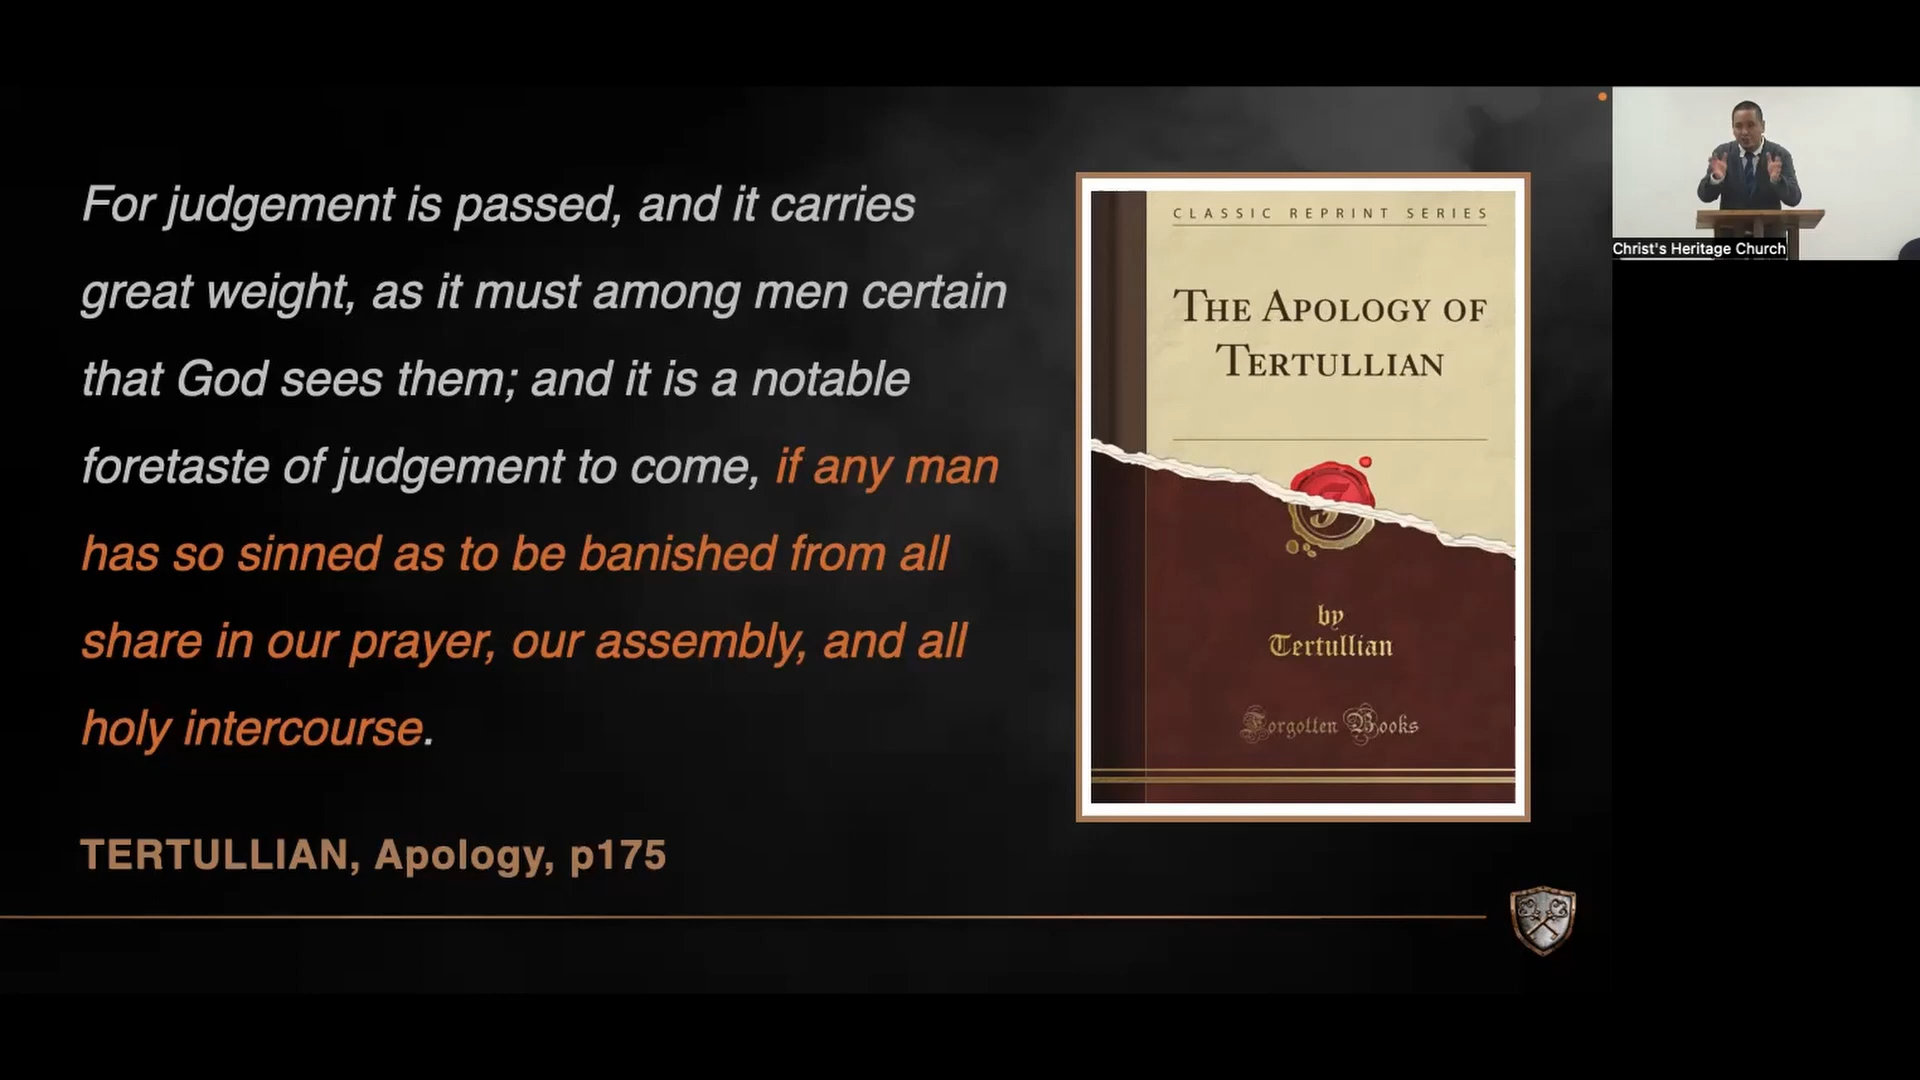 For judgement is passed, and it carries
great weight, as it must among men certain
that God sees them; and it is a notable
foretaste of judgement to come, if any man
has so sinned as to be banished from all
share in our prayer, our assembly, and all
holy intercourse.
TERTULLIAN, Apology, p175
CLASSIC REPRINT SERIES
THE APOLOGY OF
TERTULLIAN
by
Tertullian
Forgotten Books
Christ's Heritage Church